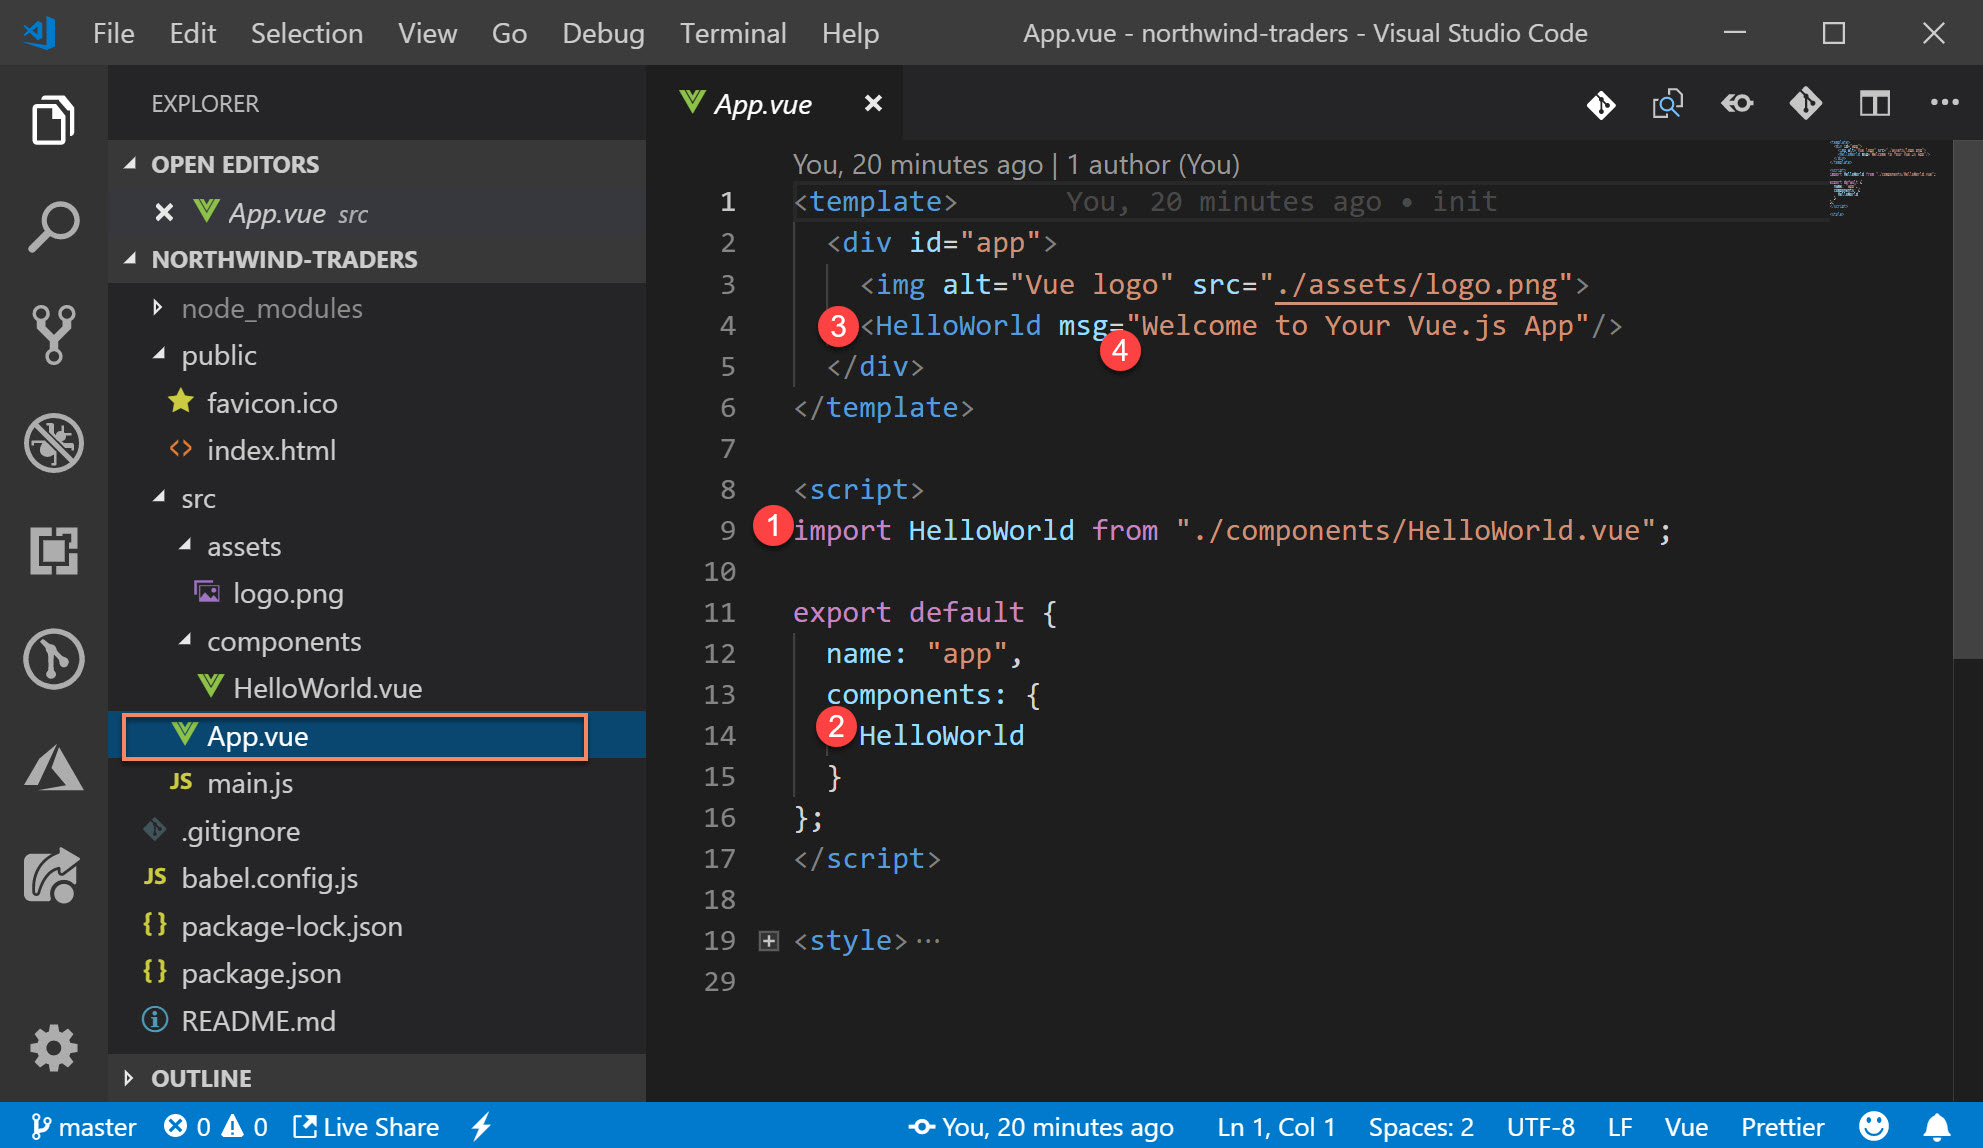 File Edit Selection View Go Debug Terminal Help App.vue - northwind-traders - Visual Studio Code
EXPLORER
OPEN EDITORS
App.vue src
NORTHWIND-TRADERS
node_modules
public
favicon.ico
index.html
src
assets
logo.png
components
HelloWorld.vue
App.vue
JS main.js
.gitignore
JS babel.config.js
{} package-lock.json
{} package.json
README.md
OUTLINE
App.vue
You, 20 minutes ago | 1 author (You)
1 <template> You, 20 minutes ago • init
2 <div id="app">
3 <img alt="Vue logo" src="./assets/logo.png">
4 3 <HelloWorld msg="Welcome to Your Vue.js App"/>
4
5 </div>
6 </template>
7
8 <script>
9 1 import HelloWorld from "./components/HelloWorld.vue";
10
11 export default {
12 name: "app",
13 components: {
14 2 HelloWorld
15 }
16 };
17 </script>
18
19 <style>···
29
master 0 0 Live Share You, 20 minutes ago Ln 1, Col 1 Spaces: 2 UTF-8 LF Vue Prettier